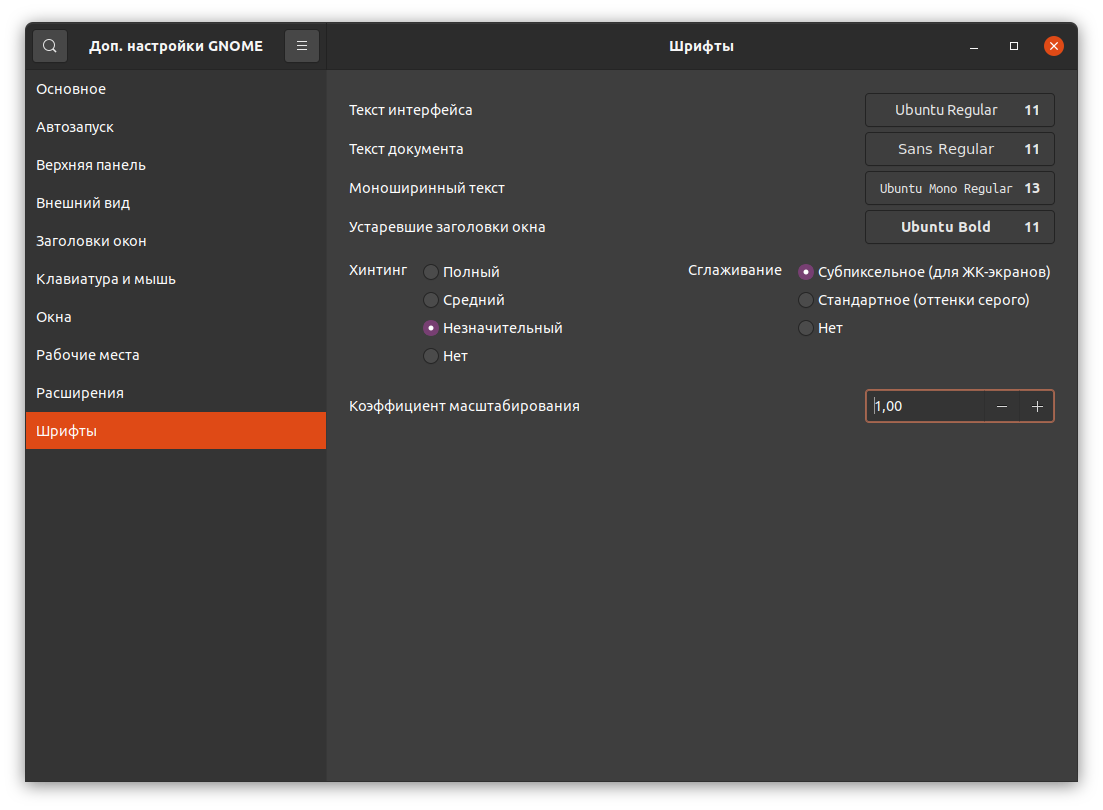 Доп. настройки GNOME
Шрифты
Основное
Автозапуск
Верхняя панель
Внешний вид
Заголовки окон
Клавиатура и мышь
Окна
Рабочие места
Расширения
Шрифты
Текст интерфейса Ubuntu Regular 11
Текст документа Sans Regular 11
Моноширинный текст Ubuntu Mono Regular 13
Устаревшие заголовки окна Ubuntu Bold 11
Хинтинг
Полный
Средний
Незначительный
Нет
Сглаживание
Субпиксельное (для ЖК-экранов)
Стандартное (оттенки серого)
Нет
Коэффициент масштабирования 1,00 − +